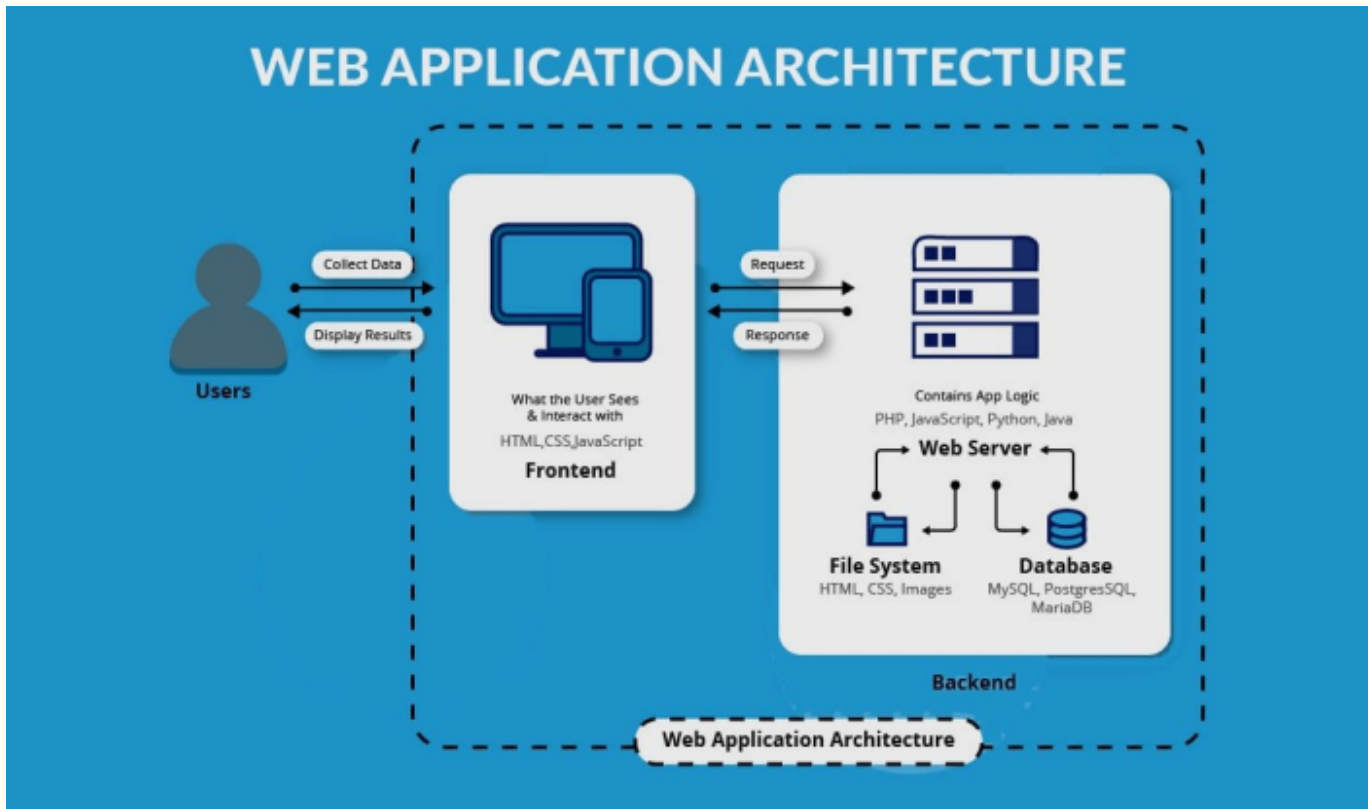 WEB APPLICATION ARCHITECTURE
Collect Data
Display Results
Users
What the User Sees
& Interact with
HTML,CSS,JavaScript
Frontend
Request
Response
Contains App Logic
PHP, JavaScript, Python, Java
Web Server
File System
HTML, CSS, Images
Database
MySQL, PostgresSQL,
MariaDB
Backend
Web Application Architecture